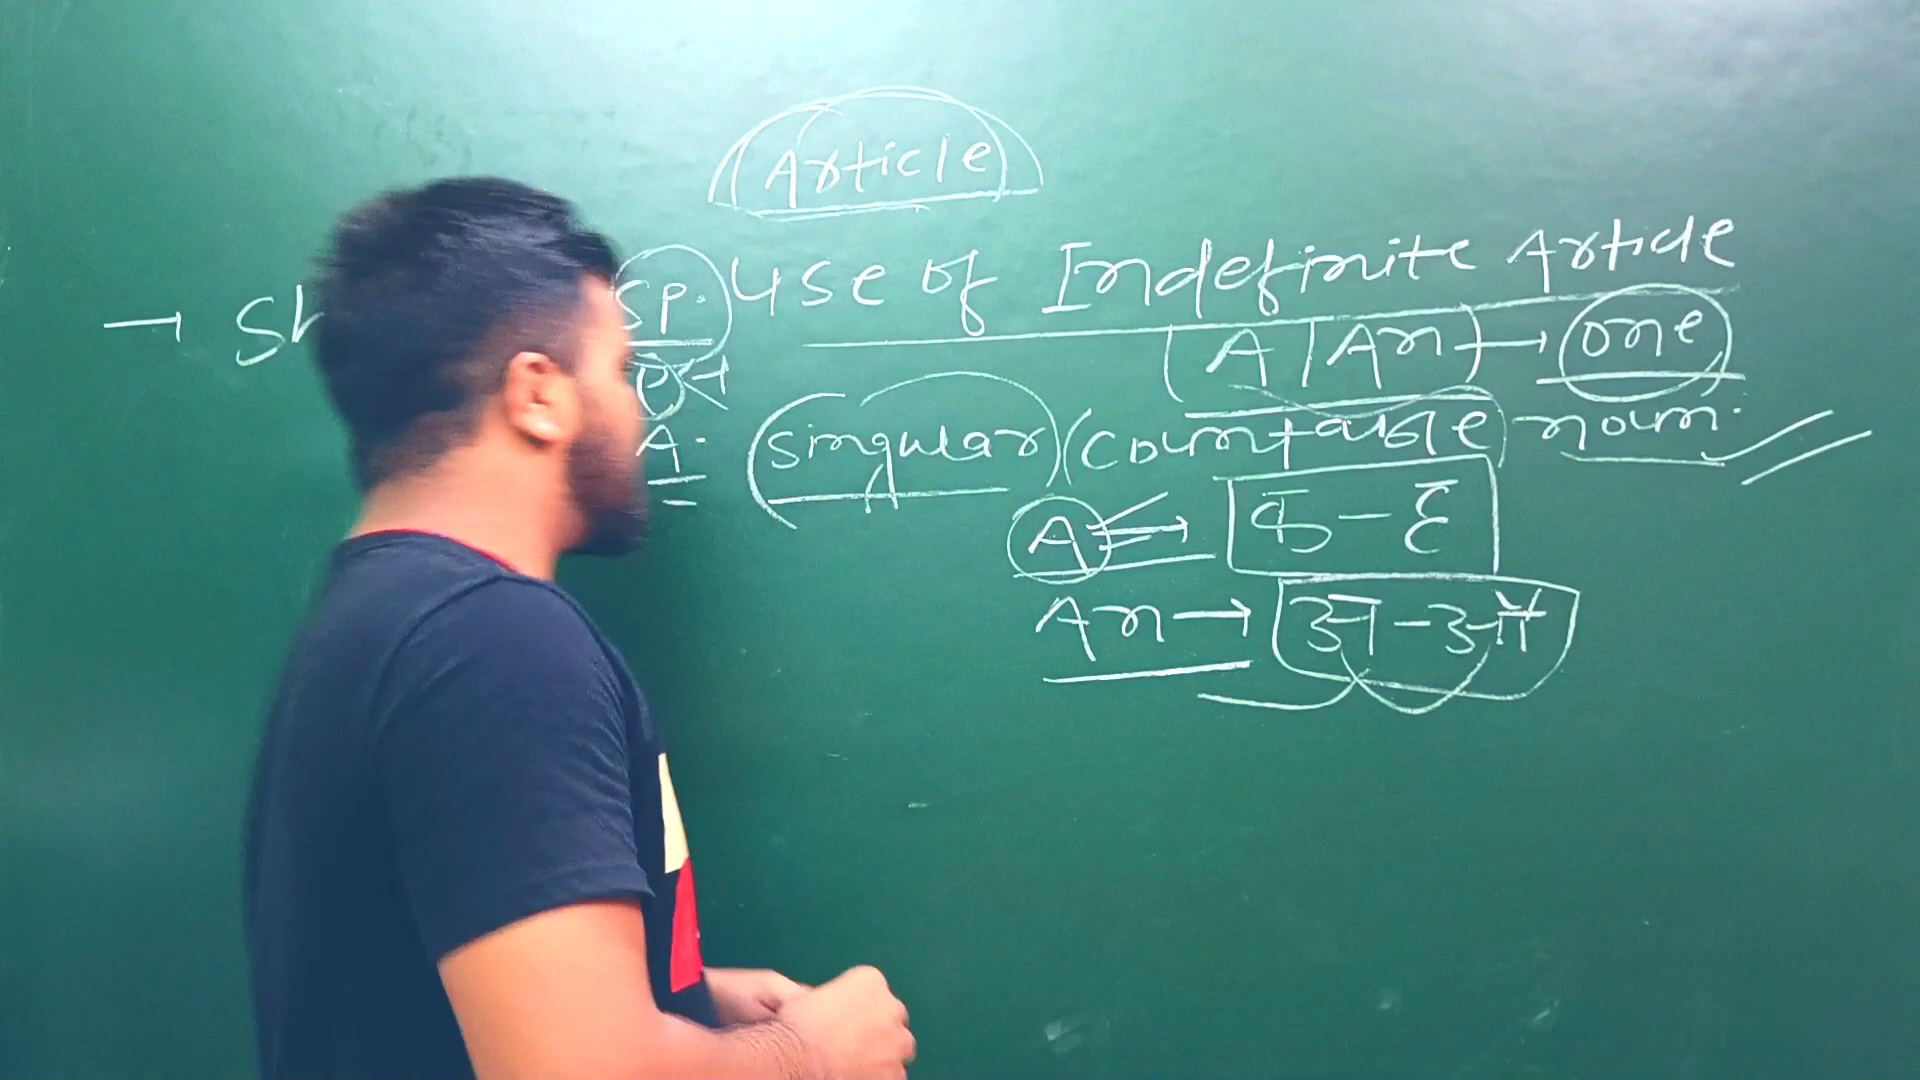 Article
→ SP. Use of Indefinite Article
(A/An) → one
A. (singular) (countable) noun.
A → क - ह
An → अ - औ